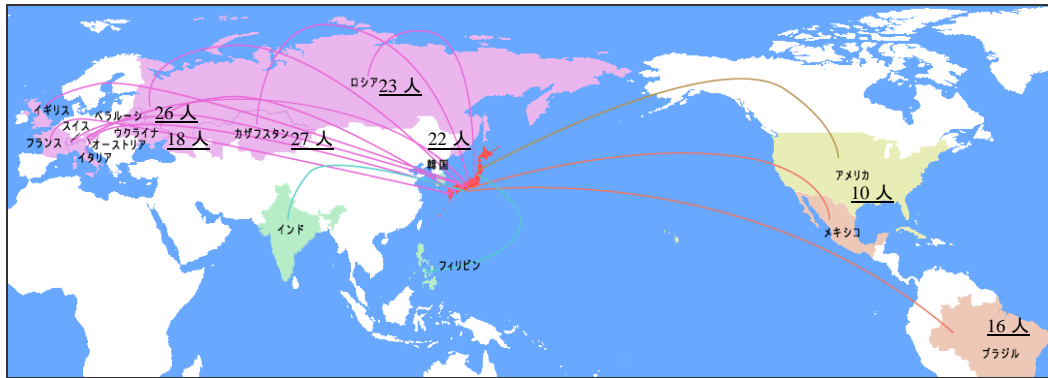 ロシア
23 人
イギリス
ベラルーシ
26 人
スイス
ウクライナ
18 人
カザフスタン
27 人
22 人
フランス
オーストリア
イタリア
韓国
アメリカ
10 人
インド
メキシコ
フィリピン
16 人
ブラジル